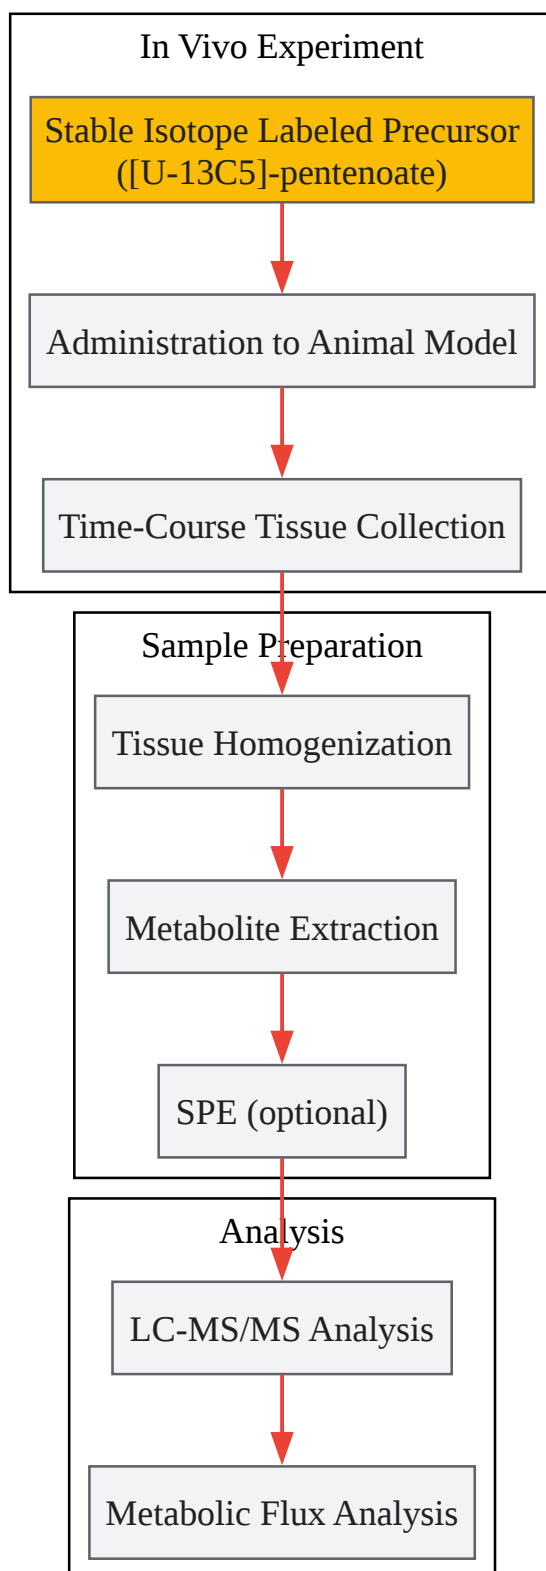 In Vivo Experiment
Stable Isotope Labeled Precursor
([U-13C5]-pentenoate)
Administration to Animal Model
Time-Course Tissue Collection
Sample Preparation
Tissue Homogenization
Metabolite Extraction
SPE (optional)
Analysis
LC-MS/MS Analysis
Metabolic Flux Analysis